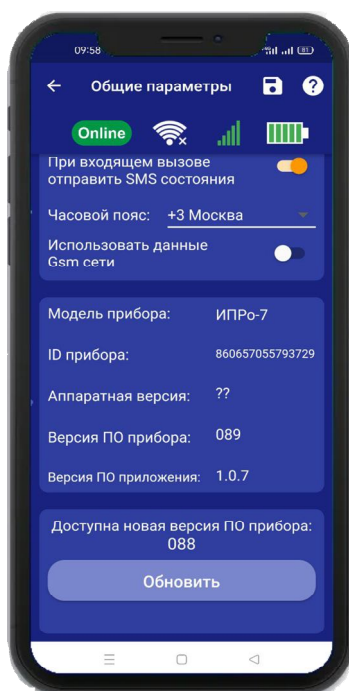 09:58
81
Общие параметры
?
Online
При входящем вызове
отправить SMS состояния
Часовой пояс: +3 Москва
Использовать данные
Gsm сети
Модель прибора: ИПРо-7
ID прибора: 860657055793729
Аппаратная версия: ??
Версия ПО прибора: 089
Версия ПО приложения: 1.0.7
Доступна новая версия ПО прибора:
088
Обновить